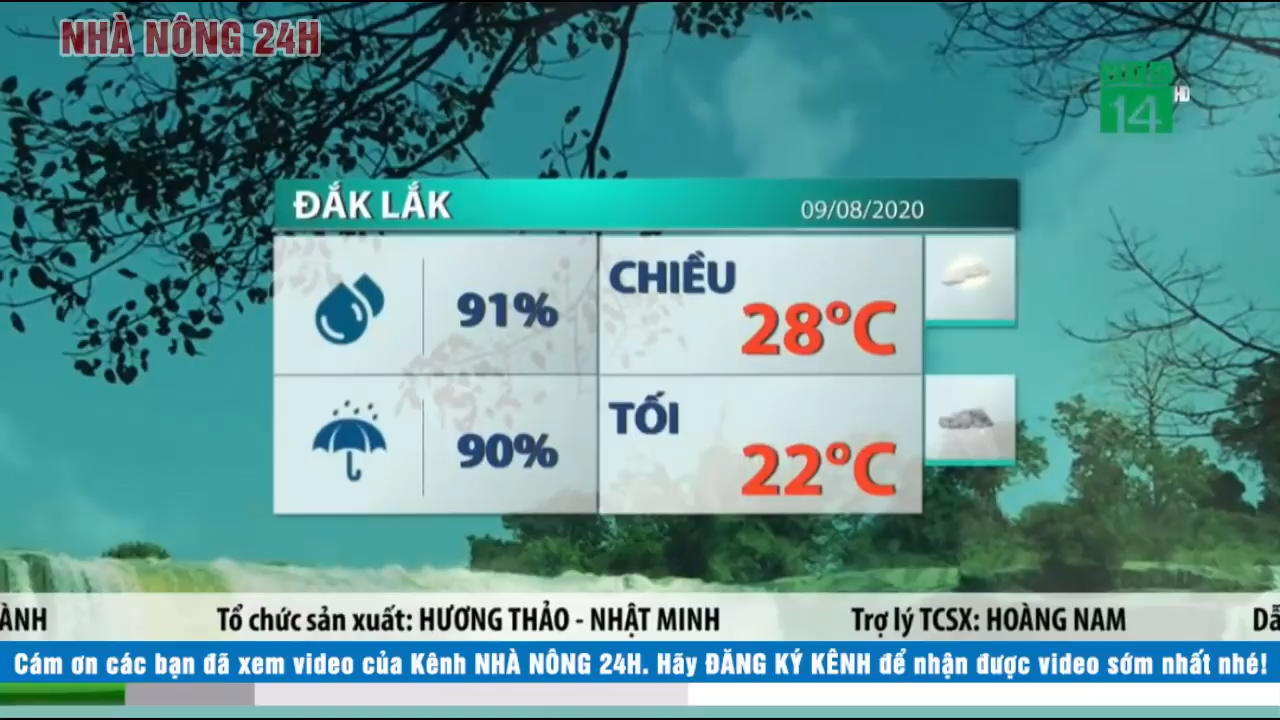 NHÀ NÔNG 24H
14
HD
ĐẮK LẮK
09/08/2020
91%
CHIỀU
28°C
90%
TỐI
22°C
ÀNH
Tổ chức sản xuất: HƯƠNG THẢO - NHẬT MINH
Trợ lý TCSX: HOÀNG NAM
Dẫ
Cám ơn các bạn đã xem video của Kênh NHÀ NÔNG 24H. Hãy ĐĂNG KÝ KÊNH để nhận được video sớm nhất nhé!